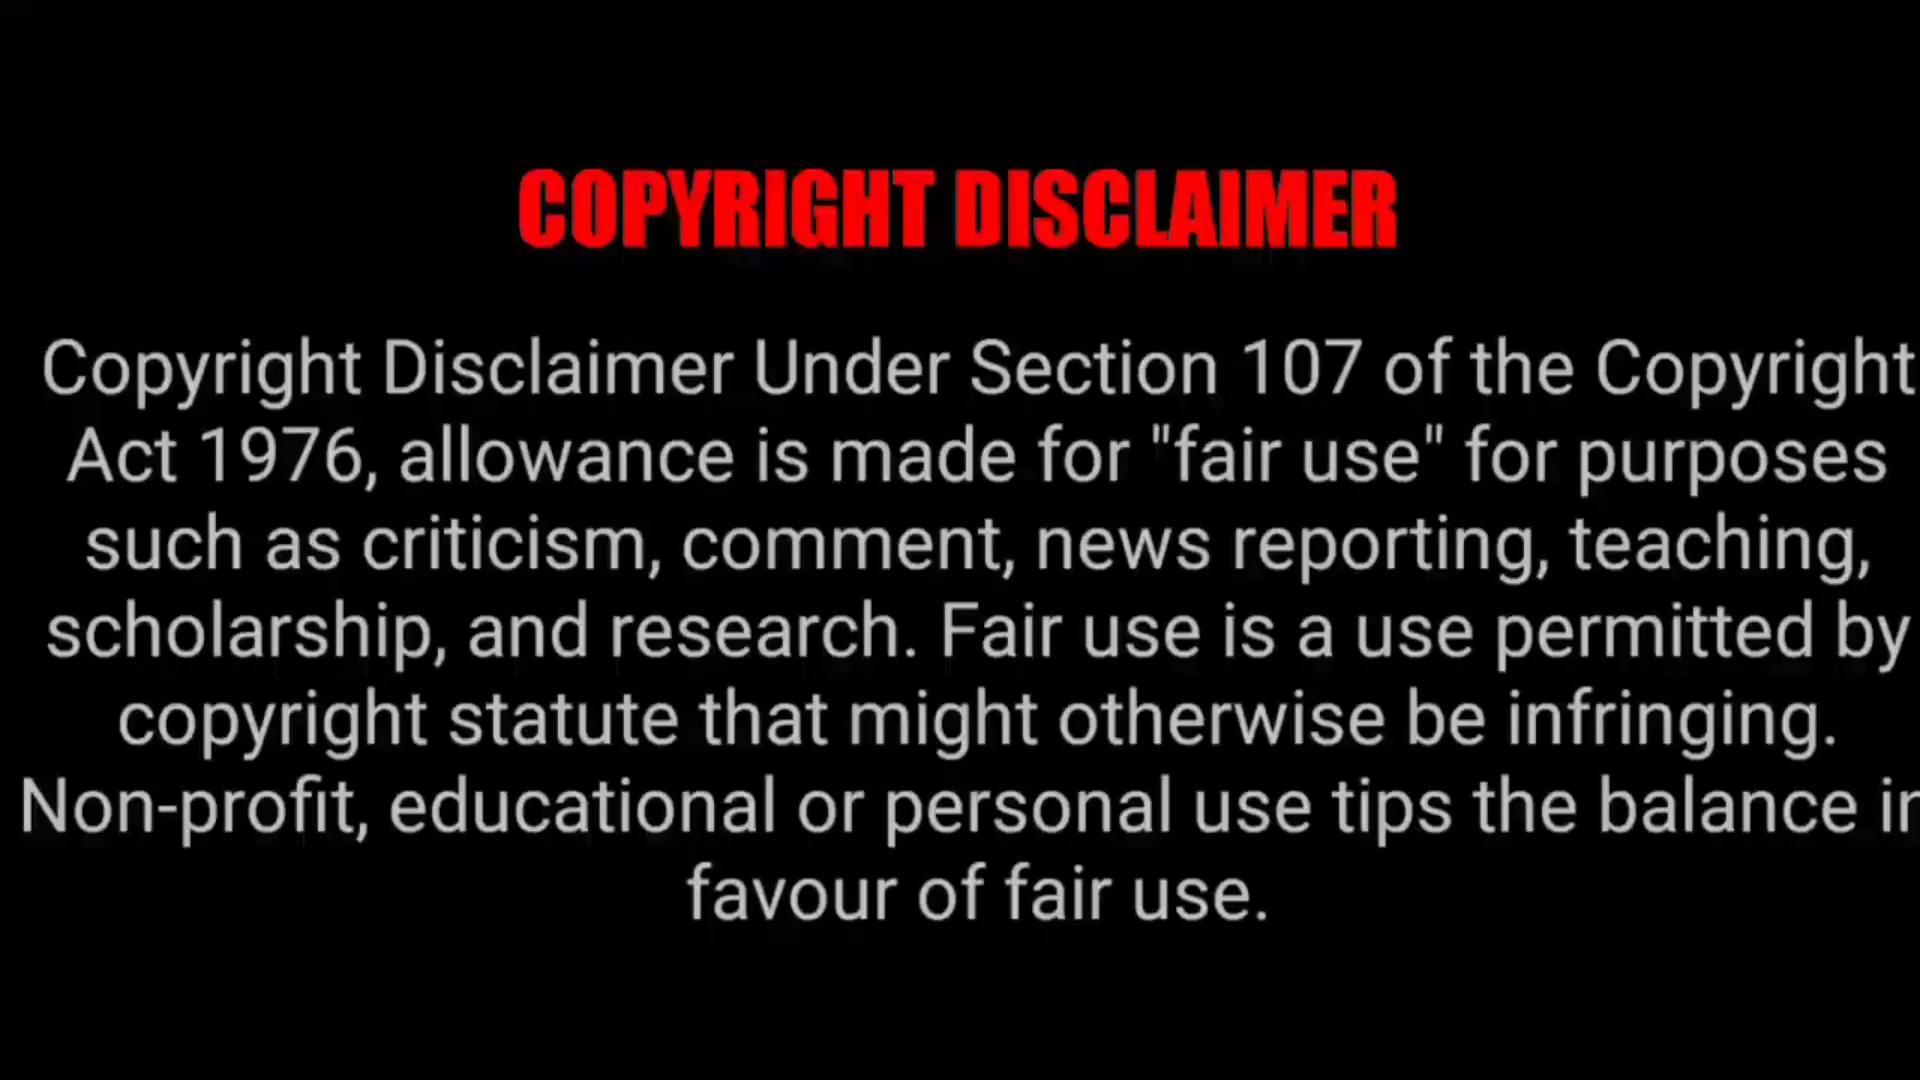 COPYRIGHT DISCLAIMER
Copyright Disclaimer Under Section 107 of the Copyright
Act 1976, allowance is made for "fair use" for purposes
such as criticism, comment, news reporting, teaching,
scholarship, and research. Fair use is a use permitted by
copyright statute that might otherwise be infringing.
Non-profit, educational or personal use tips the balance in
favour of fair use.